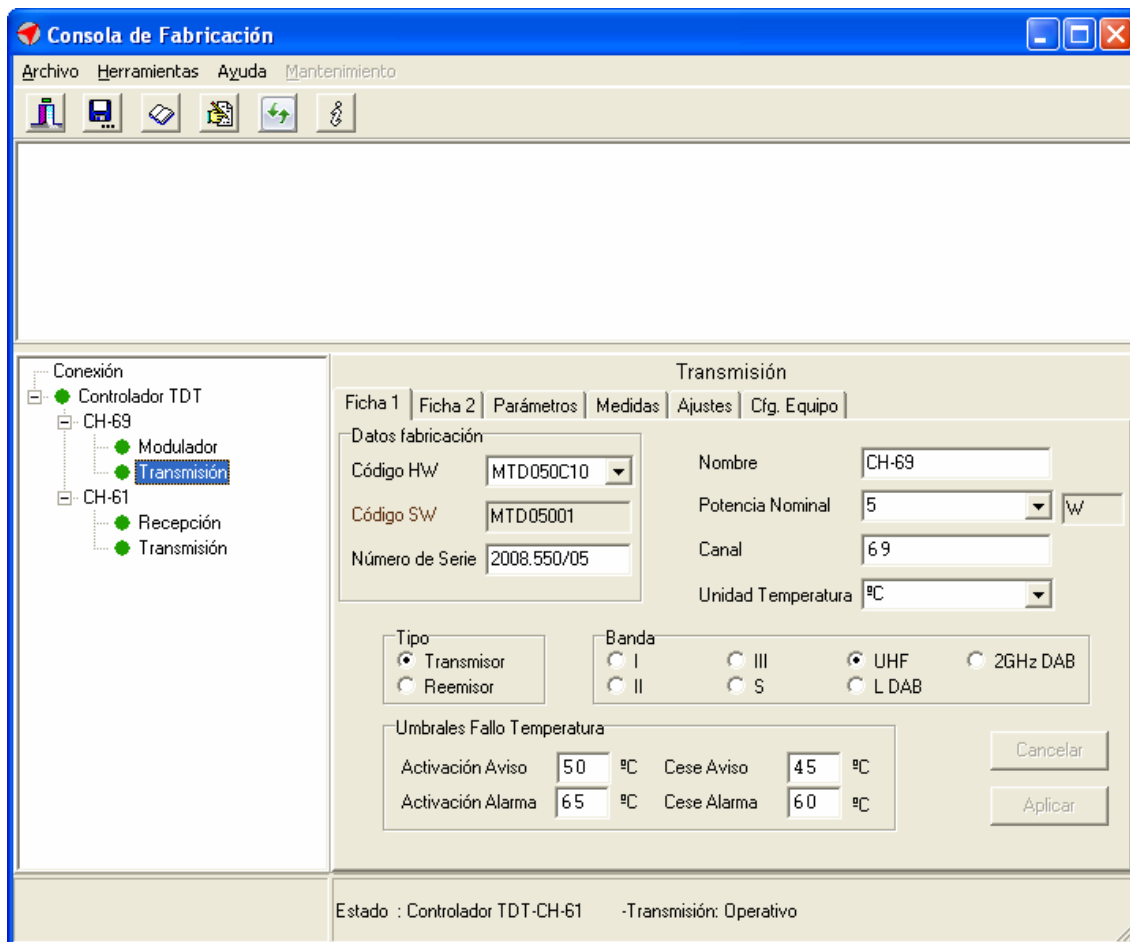 Consola de Fabricación
Archivo Herramientas Ayuda Mantenimiento
Conexión
Controlador TDT
CH-69
Modulador
Transmisión
CH-61
Recepción
Transmisión
Transmisión
Ficha 1 Ficha 2 Parámetros Medidas Ajustes Cfg. Equipo
Datos fabricación
Código HW MTD050C10
Código SW MTD05001
Número de Serie 2008.550/05
Nombre CH-69
Potencia Nominal 5 W
Canal 69
Unidad Temperatura ºC
Tipo
Transmisor
Reemisor
Banda
I III UHF 2GHz DAB
II S L DAB
Umbrales Fallo Temperatura
Activación Aviso 50 ºC Cese Aviso 45 ºC
Activación Alarma 65 ºC Cese Alarma 60 ºC
Cancelar
Aplicar
Estado : Controlador TDT-CH-61 -Transmisión: Operativo